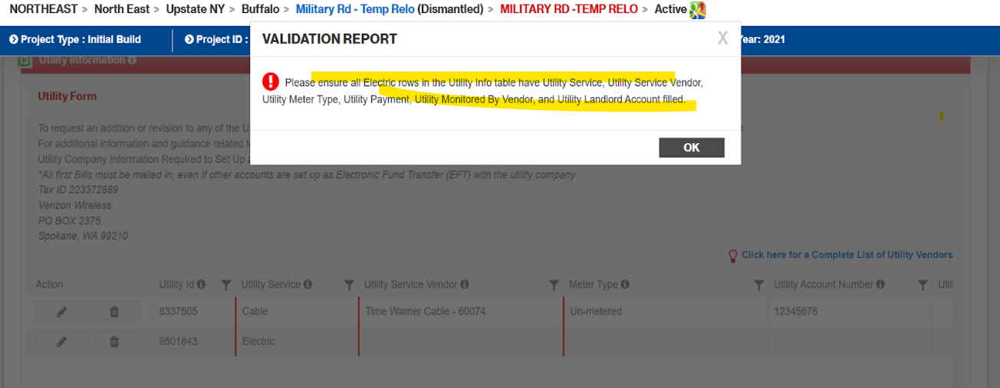 NORTHEAST > North East > Upstate NY > Buffalo > Military Rd - Temp Relo (Dismantled) > MILITARY RD -TEMP RELO > Active
Project Type : Initial Build
Project ID :
Year: 2021
VALIDATION REPORT
X
Please ensure all Electric rows in the Utility Info table have Utility Service, Utility Service Vendor,
Utility Meter Type, Utility Payment, Utility Monitored By Vendor, and Utility Landlord Account filled.
OK
Utility Information
Utility Form
To request an addition or revision to any of the U
For additional information and guidance related t
Utility Company Information Required to Set Up a
*All first Bills must be mailed in, even if other accounts are set up as Electronic Fund Transfer (EFT) with the utility company
Tax ID 223372889
Verizon Wireless
PO BOX 2375
Spokane, WA 99210
Click here for a Complete List of Utility Vendors
Action Utility Id Utility Service Utility Service Vendor Meter Type Utility Account Number Utili
8337505 Cable Time Warner Cable - 60074 Un-metered 12345678
9501843 Electric